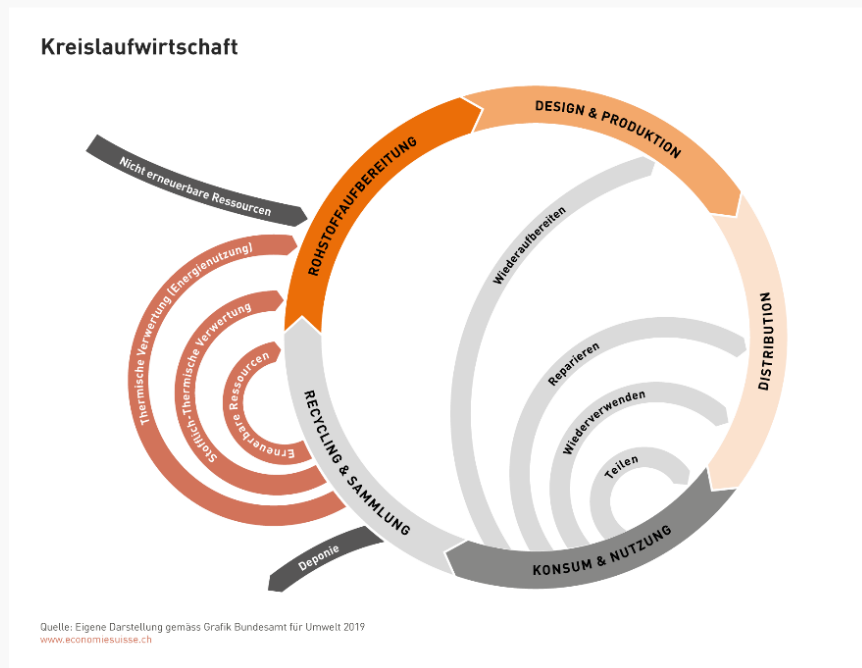 Kreislaufwirtschaft
DESIGN & PRODUKTION
ROHSTOFFAUFBEREITUNG
Nicht erneuerbare Ressourcen
Wiederaufbereiten
Thermische Verwertung (Energienutzung)
Stofflich-Thermische Verwertung
Erneuerbare Ressourcen
Erneuerbare
DISTRIBUTION
Reparieren
Wiederverwenden
Teilen
RECYCLING & SAMMLUNG
KONSUM & NUTZUNG
Deponie
Quelle: Eigene Darstellung gemäss Grafik Bundesamt für Umwelt 2019
www.economiesuisse.ch